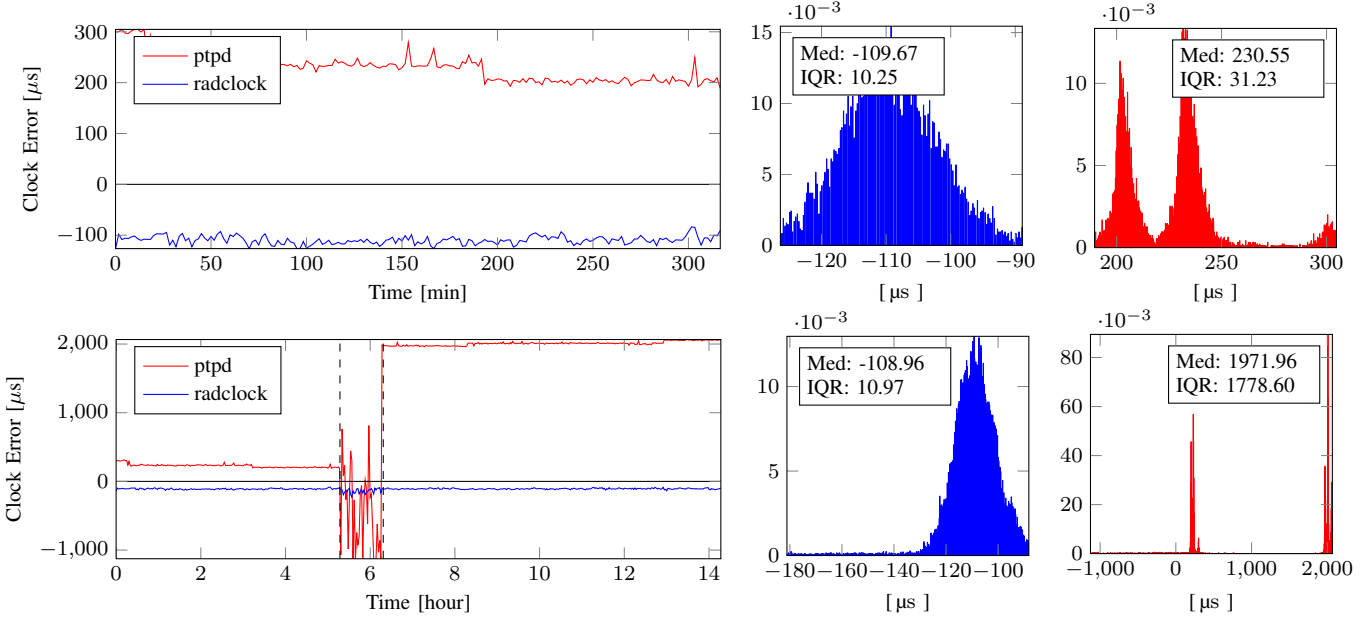 300
200
100
0
−100
Clock Error [μs]
ptpd
radclock
0
50
100
150
200
250
300
Time [min]
·10−3
15
10
5
0
Med: -109.67
IQR: 10.25
−120
−110
−100
−90
[ μs ]
·10−3
10
5
0
Med: 230.55
IQR: 31.23
200
250
300
[ μs ]
2,000
1,000
0
−1,000
Clock Error [μs]
ptpd
radclock
0
2
4
6
8
10
12
14
Time [hour]
·10−3
10
5
0
Med: -108.96
IQR: 10.97
−180
−160
−140
−120
−100
[ μs ]
·10−3
80
60
40
20
0
Med: 1971.96
IQR: 1778.60
−1,000
0
1,000
2,000
[ μs ]